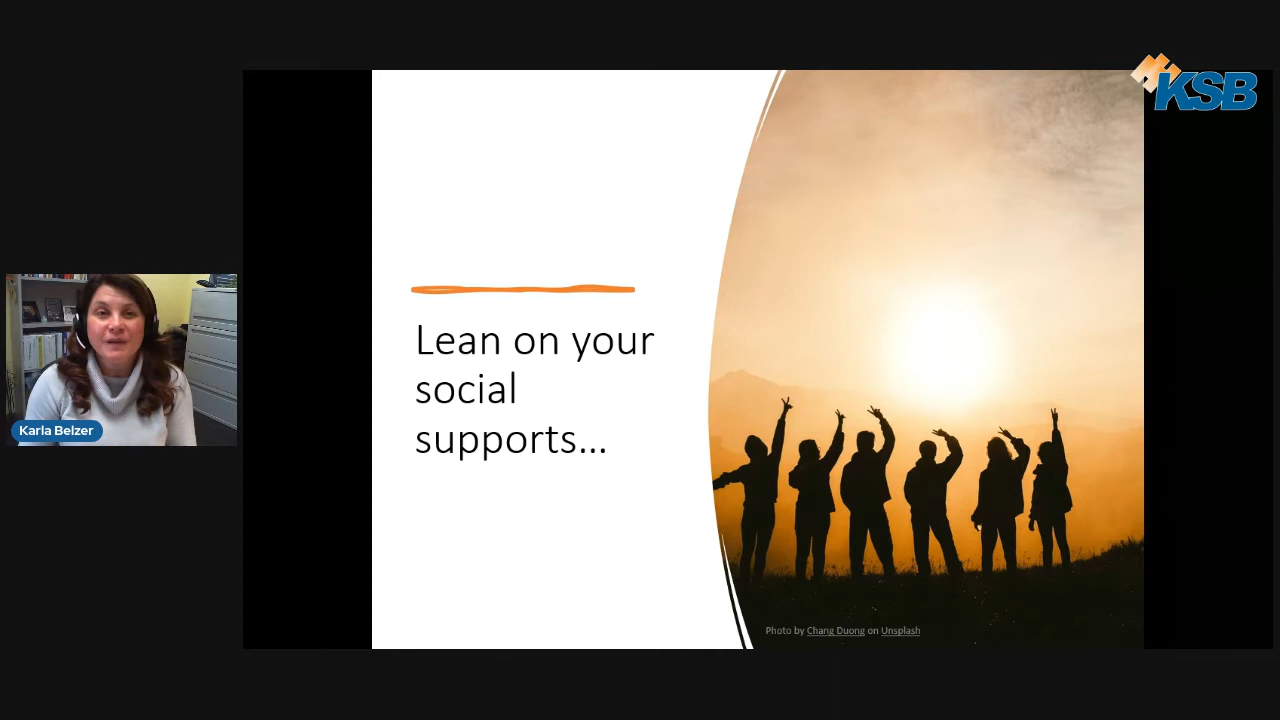 KSB
Karla Belzer
Lean on your
social
supports...
Photo by Chang Duong on Unsplash